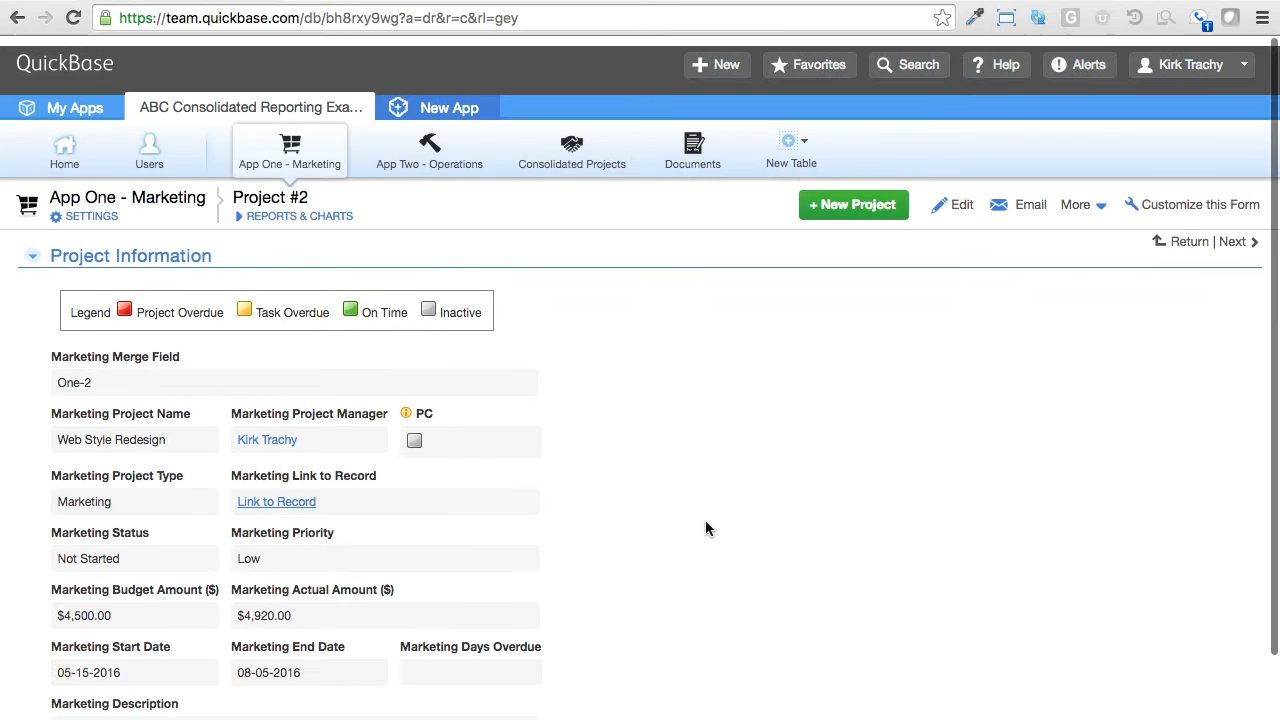 https://team.quickbase.com/db/bh8rxy9wg?a=dr&r=c&rl=gey
1
QuickBase
New
Favorites
Search
? Help
Alerts
Kirk Trachy
My Apps
ABC Consolidated Reporting Exa...
New App
Home
Users
App One - Marketing
App Two - Operations
Consolidated Projects
Documents
New Table
App One - Marketing
SETTINGS
Project #2
REPORTS & CHARTS
+ New Project
Edit
Email
More
Customize this Form
Return | Next
Project Information
Legend Project Overdue Task Overdue On Time Inactive
Marketing Merge Field
One-2
Marketing Project Name Marketing Project Manager PC
Web Style Redesign Kirk Trachy
Marketing Project Type Marketing Link to Record
Marketing Link to Record
Marketing Status Marketing Priority
Not Started Low
Marketing Budget Amount ($) Marketing Actual Amount ($)
$4,500.00 $4,920.00
Marketing Start Date Marketing End Date Marketing Days Overdue
05-15-2016 08-05-2016
Marketing Description